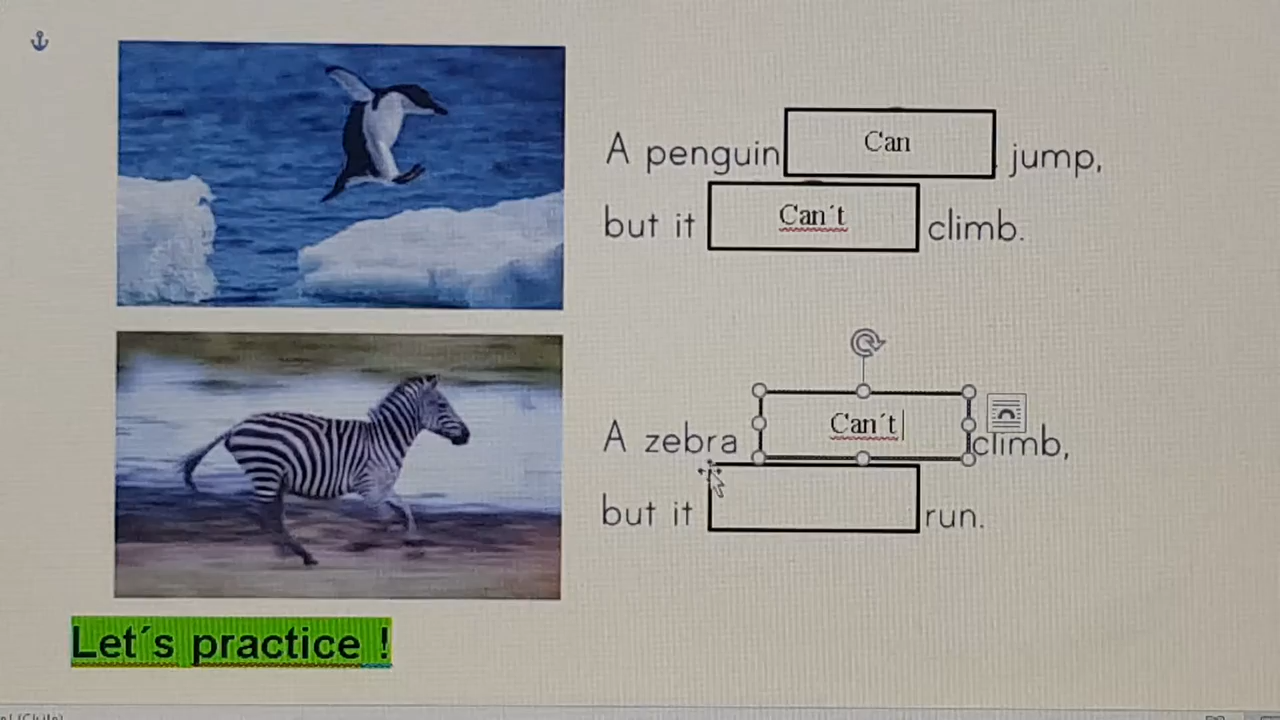 A penguin Can jump,
but it Can´t climb.
A zebra Can´t climb,
but it run.
Let´s practice !